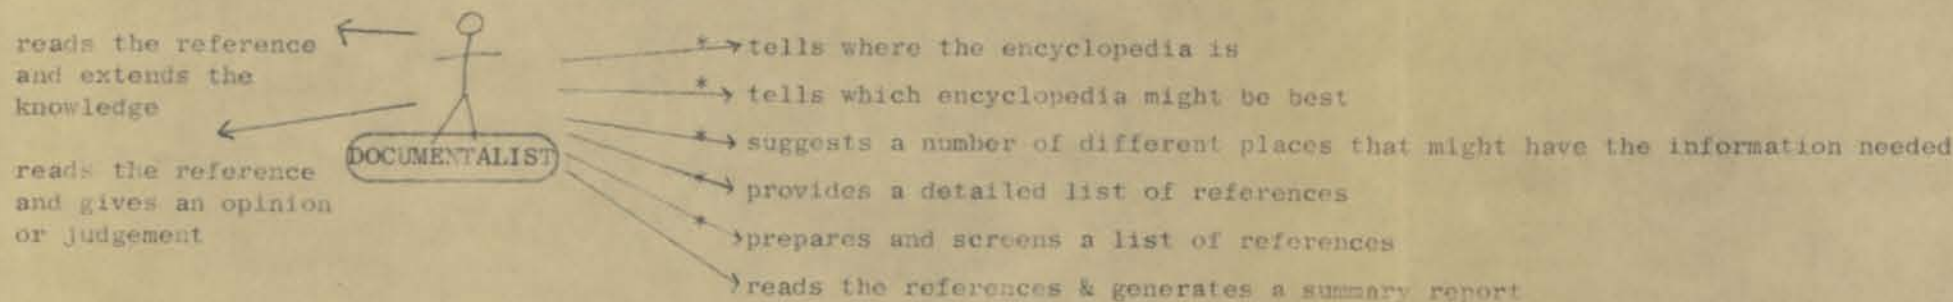 reads the reference
and extends the
knowledge
reads the reference
and gives an opinion
or judgement
DOCUMENTALIST
* tells where the encyclopedia is
* tells which encyclopedia might be best
* suggests a number of different places that might have the information needed
* provides a detailed list of references
* prepares and screens a list of references
reads the references & generates a summary report